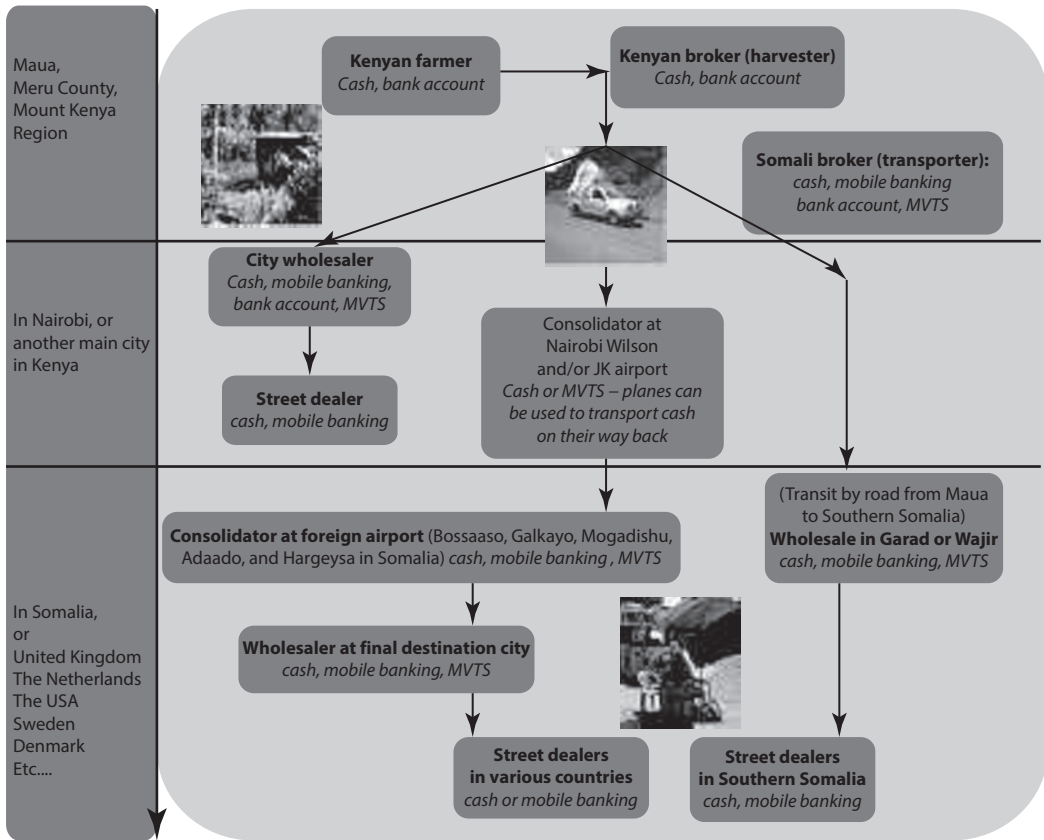 Maua,
Meru County,
Mount Kenya
Region
Kenyan farmer
Cash, bank account
Kenyan broker (harvester)
Cash, bank account
Somali broker (transporter):
cash, mobile banking
bank account, MVTS
In Nairobi, or
another main city
in Kenya
City wholesaler
Cash, mobile banking,
bank account, MVTS
Street dealer
cash, mobile banking
Consolidator at
Nairobi Wilson
and/or JK airport
Cash or MVTS – planes can
be used to transport cash
on their way back
In Somalia,
or
United Kingdom
The Netherlands
The USA
Sweden
Denmark
Etc....
Consolidator at foreign airport (Bossaaso, Galkayo, Mogadishu,
Adaado, and Hargeysa in Somalia) cash, mobile banking , MVTS
Wholesaler at final destination city
cash, mobile banking, MVTS
Street dealers
in various countries
cash or mobile banking
(Transit by road from Maua
to Southern Somalia)
Wholesale in Garad or Wajir
cash, mobile banking, MVTS
Street dealers
in Southern Somalia
cash, mobile banking